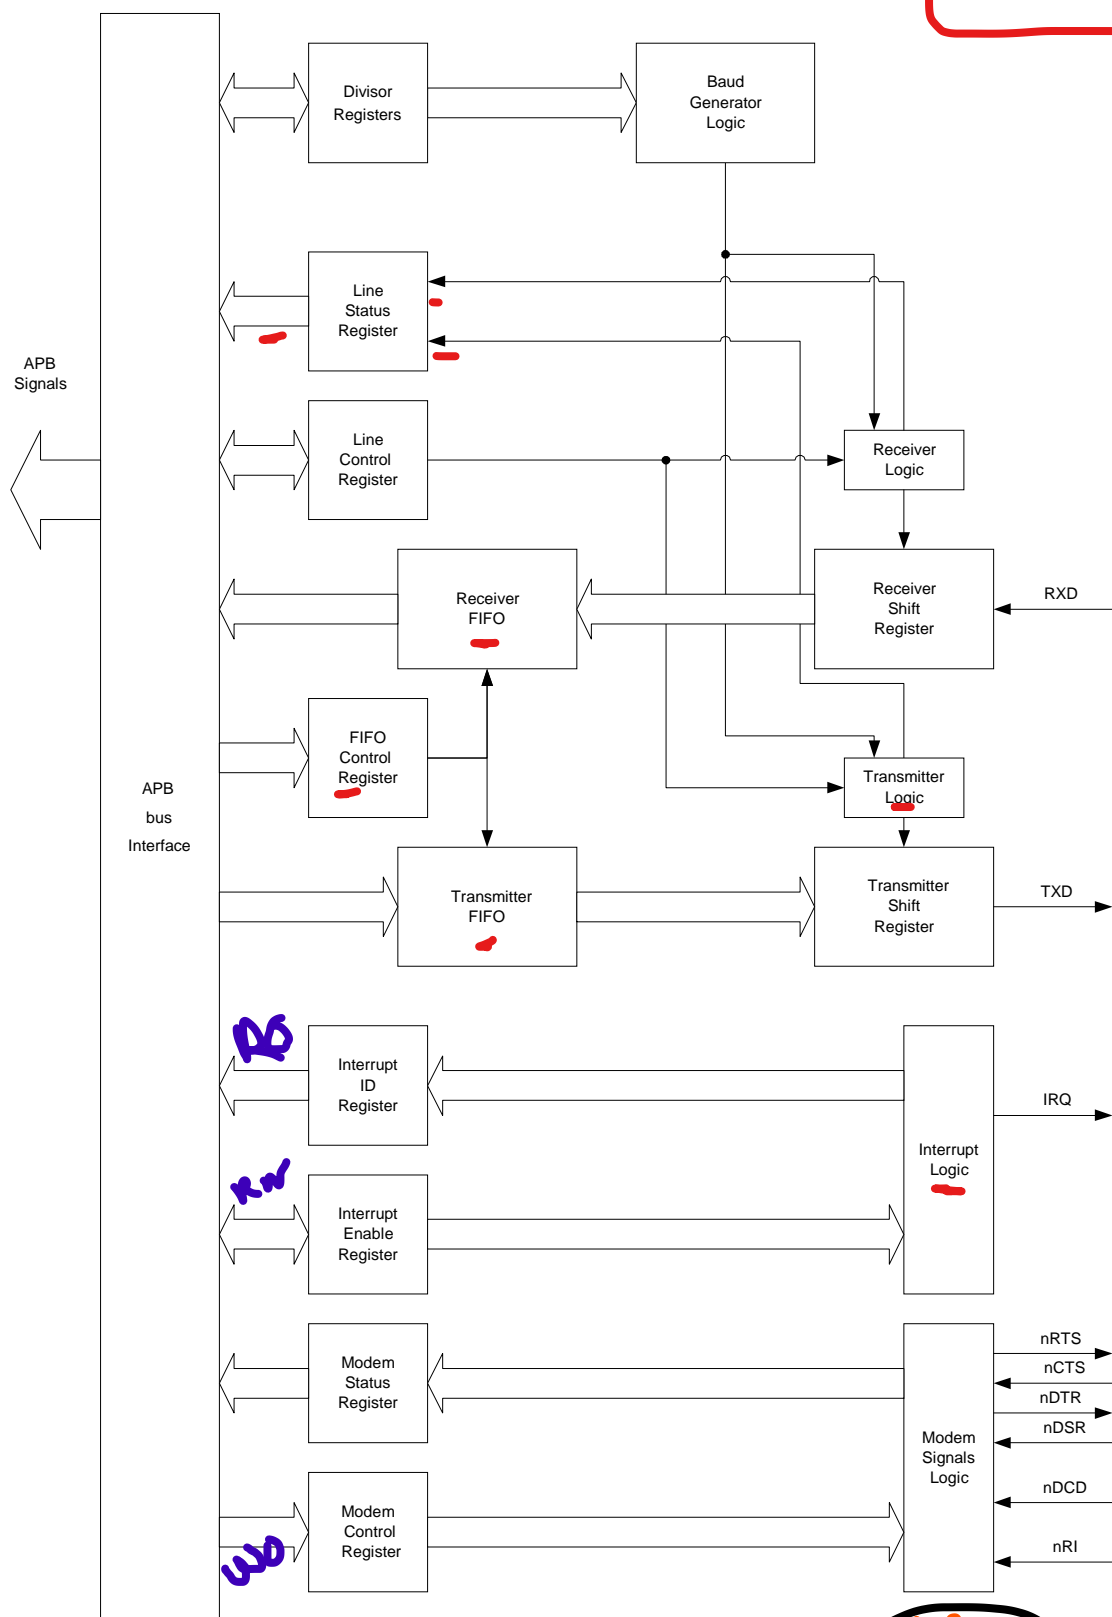 Divisor
Registers
Baud
Generator
Logic
Line
Status
Register
APB
Signals
Line
Control
Register
Receiver
Logic
Receiver
FIFO
Receiver
Shift
Register
RXD
FIFO
Control
Register
APB
bus
Interface
Transmitter
Logic
Transmitter
FIFO
Transmitter
Shift
Register
TXD
Interrupt
ID
Register
IRQ
Interrupt
Logic
RW
Interrupt
Enable
Register
Modem
Status
Register
nRTS
nCTS
nDTR
nDSR
Modem
Signals
Logic
nDCD
nRI
Modem
Control
Register
WO